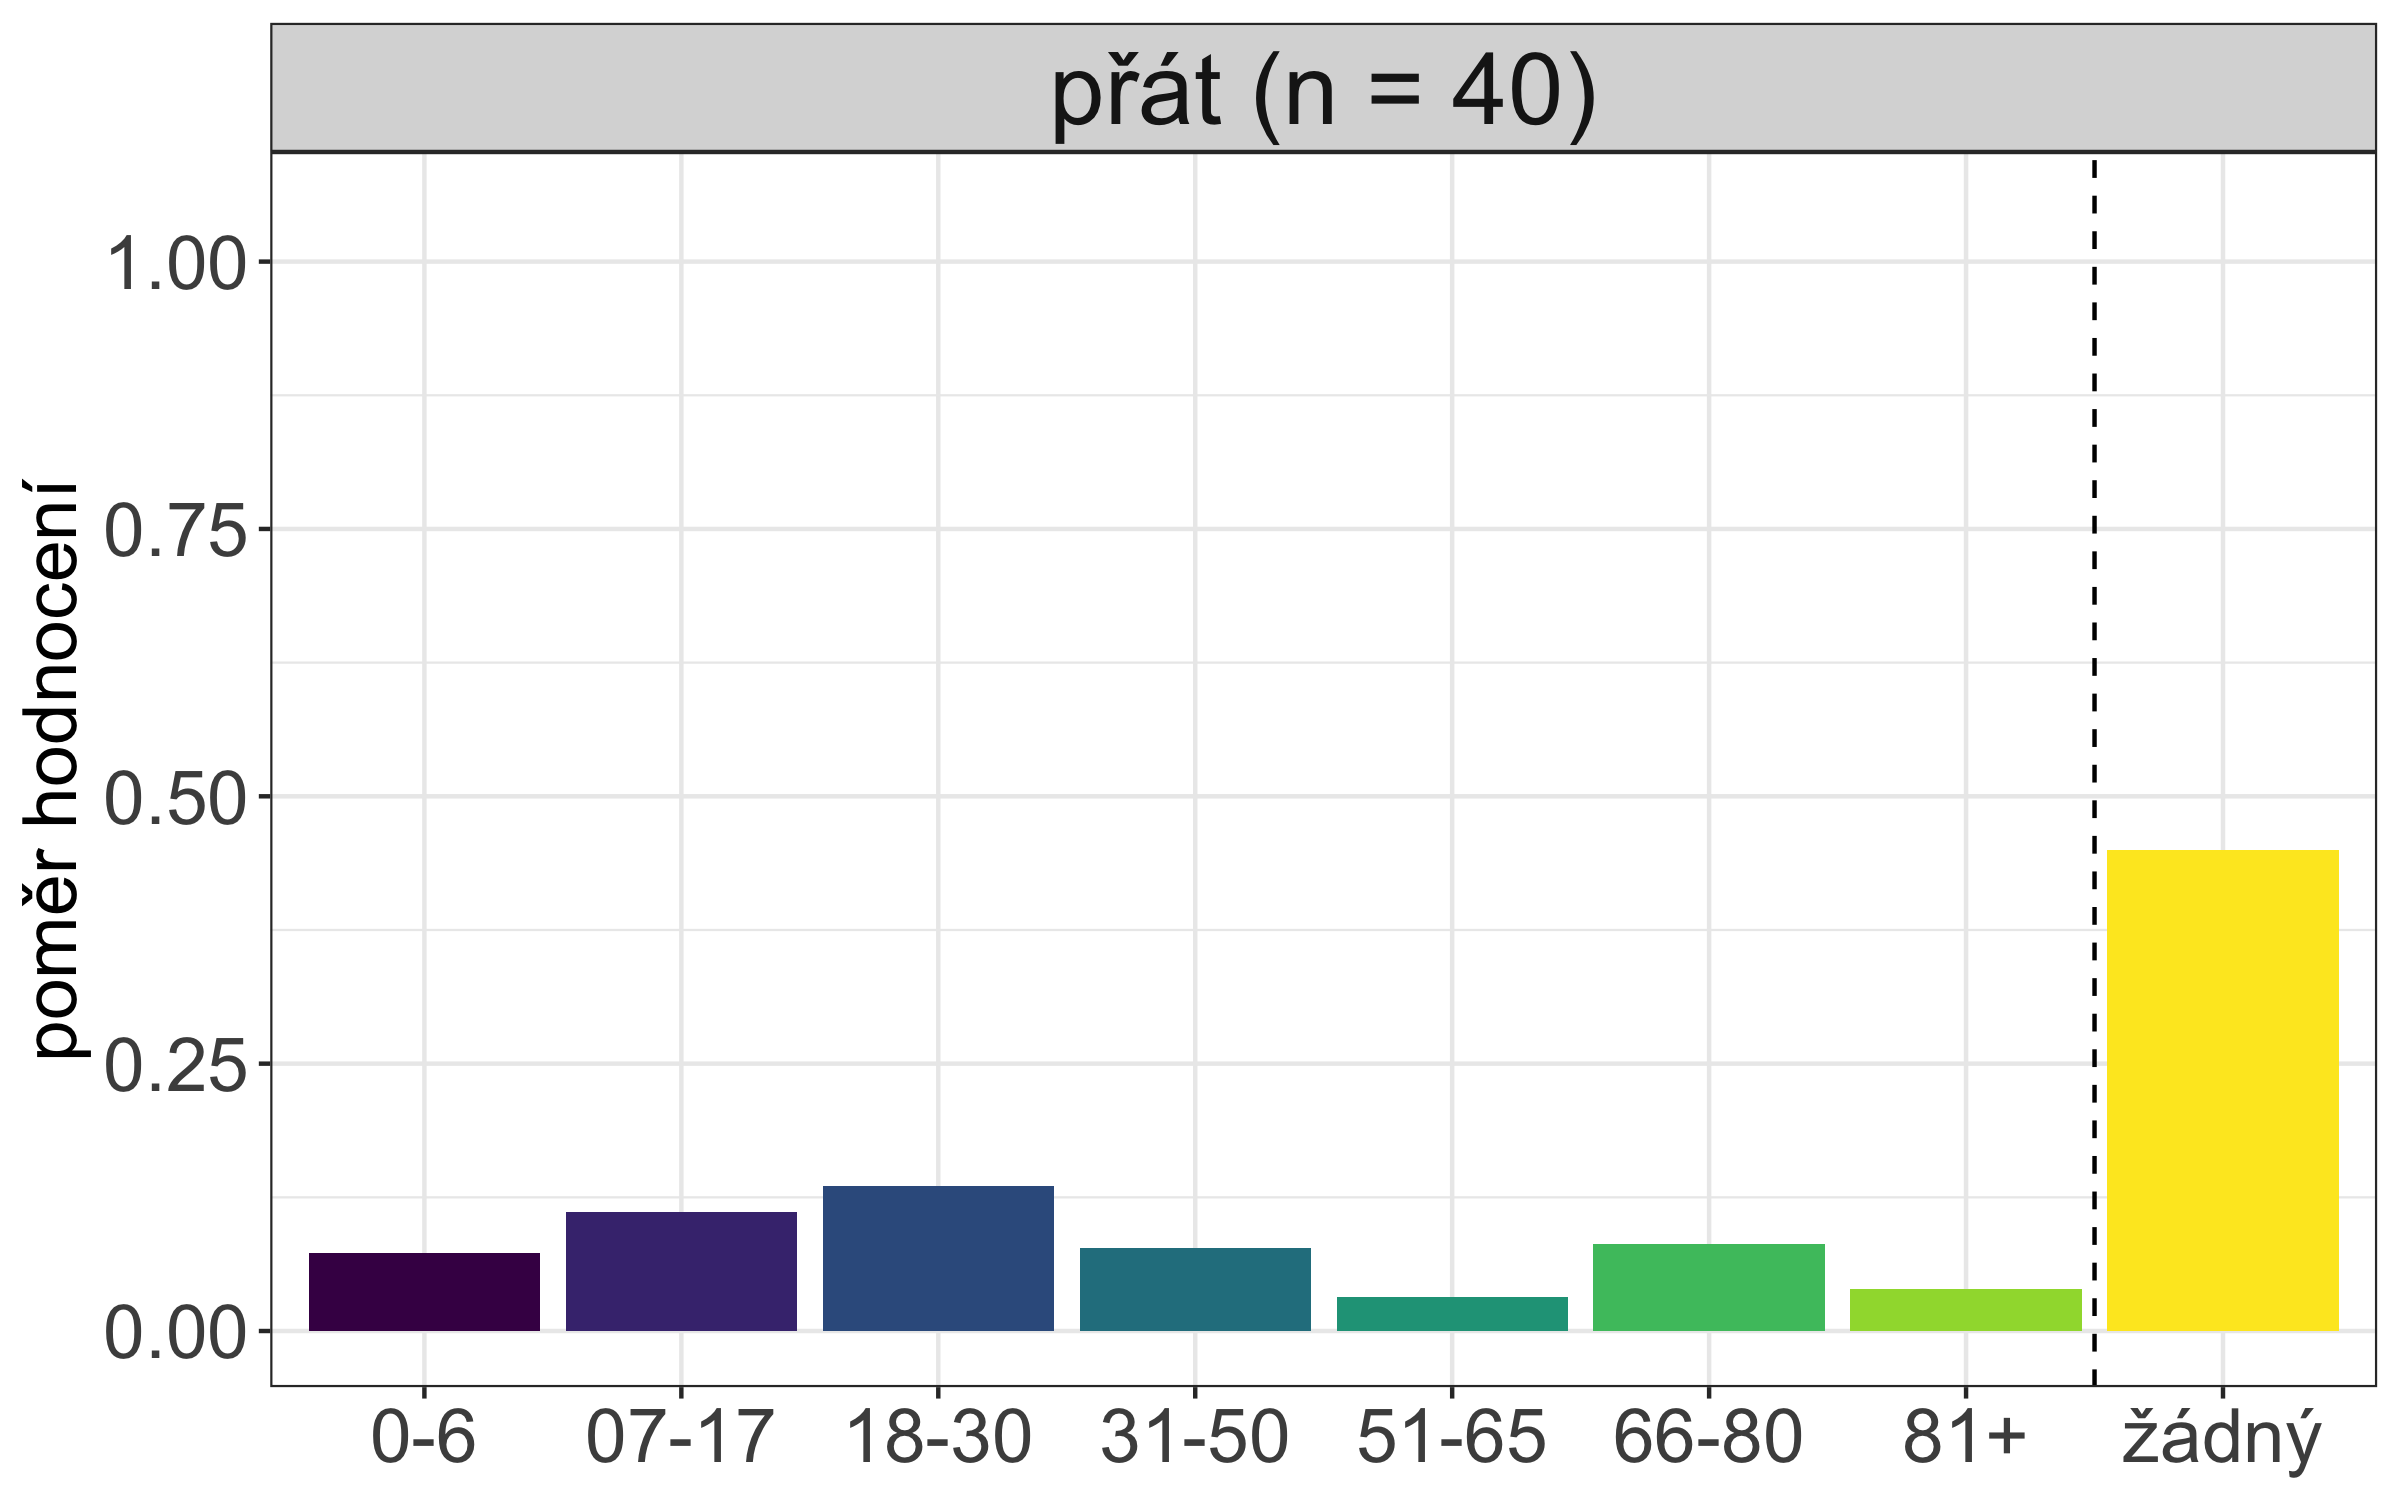 přát (n = 40)
poměr hodnocení
1.00
0.75
0.50
0.25
0.00
0-6 07-17 18-30 31-50 51-65 66-80 81+ žádný